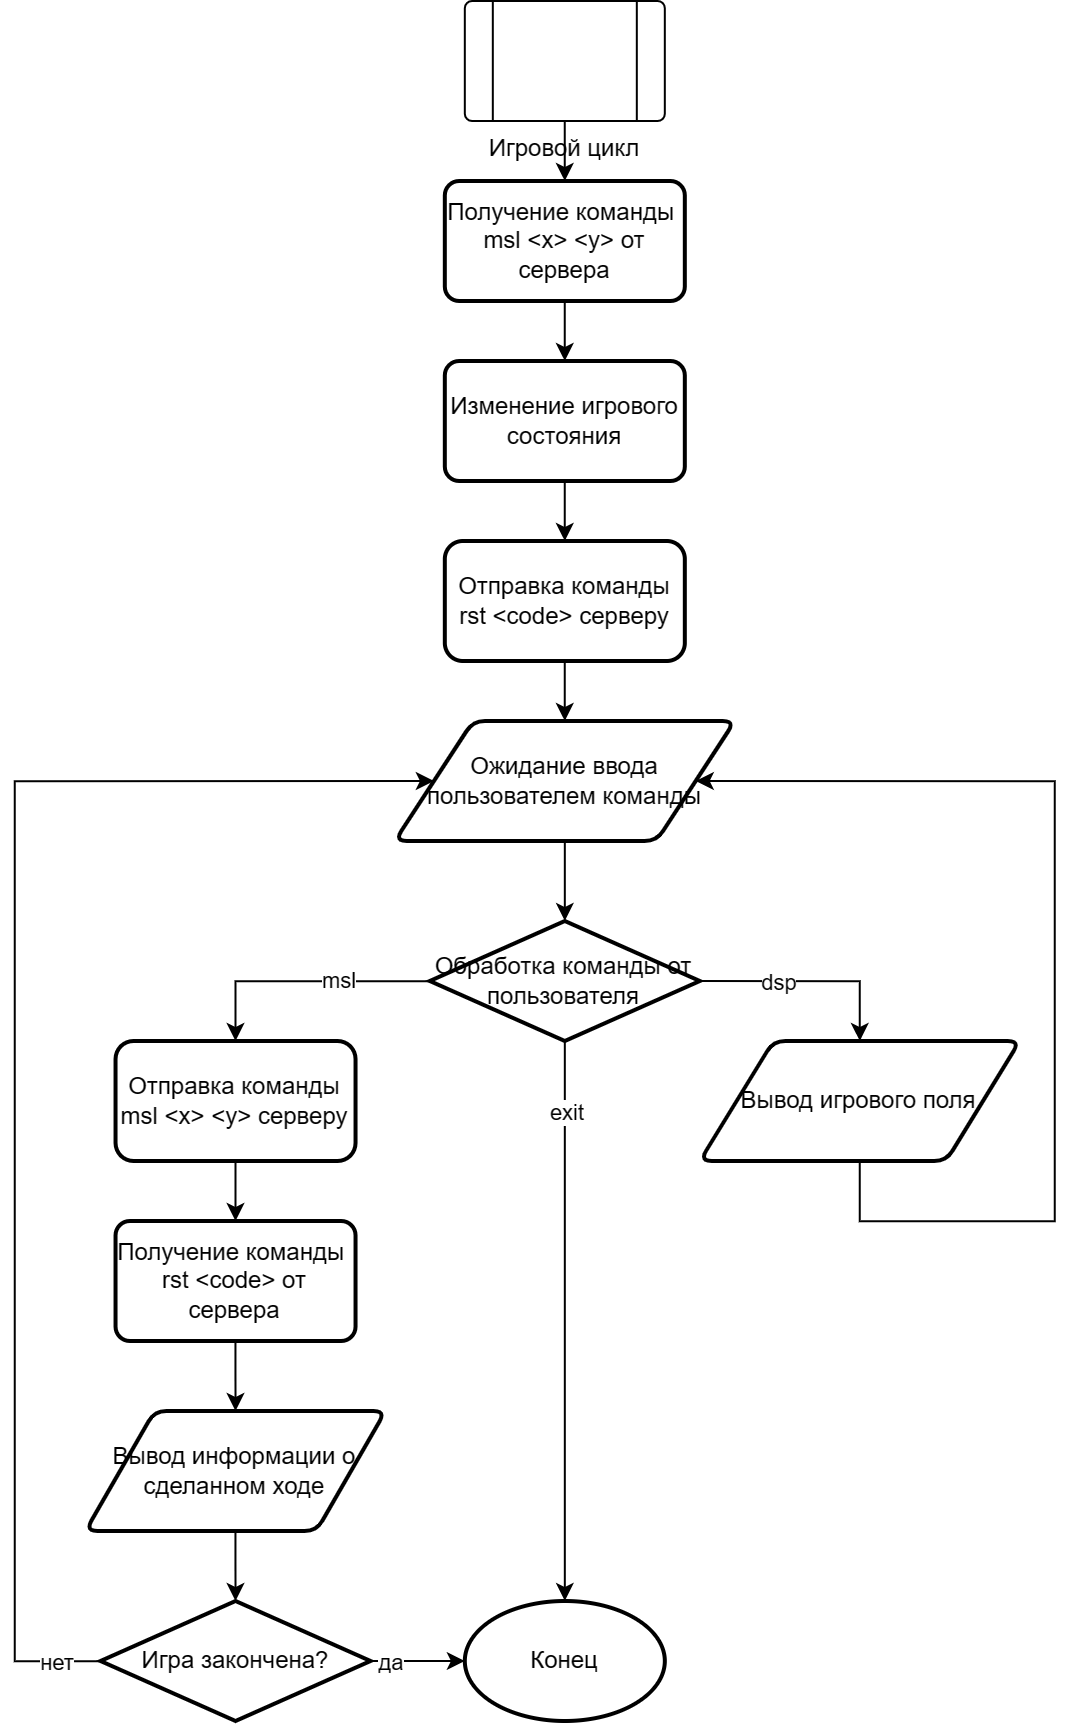 Игровой цикл
Получение команды
msl <x> <y> от
сервера
Изменение игрового
состояния
Отправка команды
rst <code> серверу
Ожидание ввода
пользователем команды
Обработка команды от
пользователя
msl
dsp
exit
Отправка команды
msl <x> <y> серверу
Вывод игрового поля
Получение команды
rst <code> от
сервера
Вывод информации о
сделанном ходе
Игра закончена?
нет
да
Конец